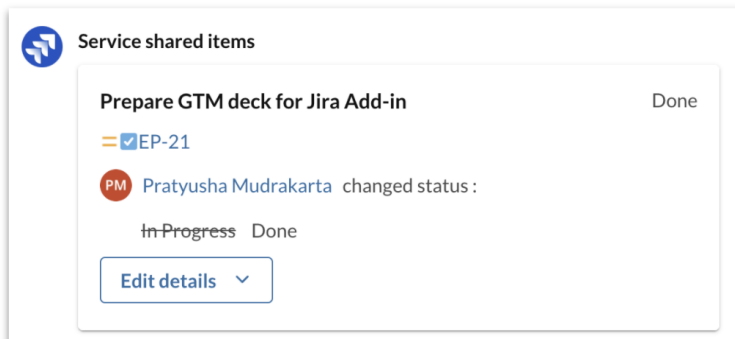 Service shared items
Prepare GTM deck for Jira Add-in Done
EP-21
PM Pratyusha Mudrakarta changed status :
In Progress Done
Edit details